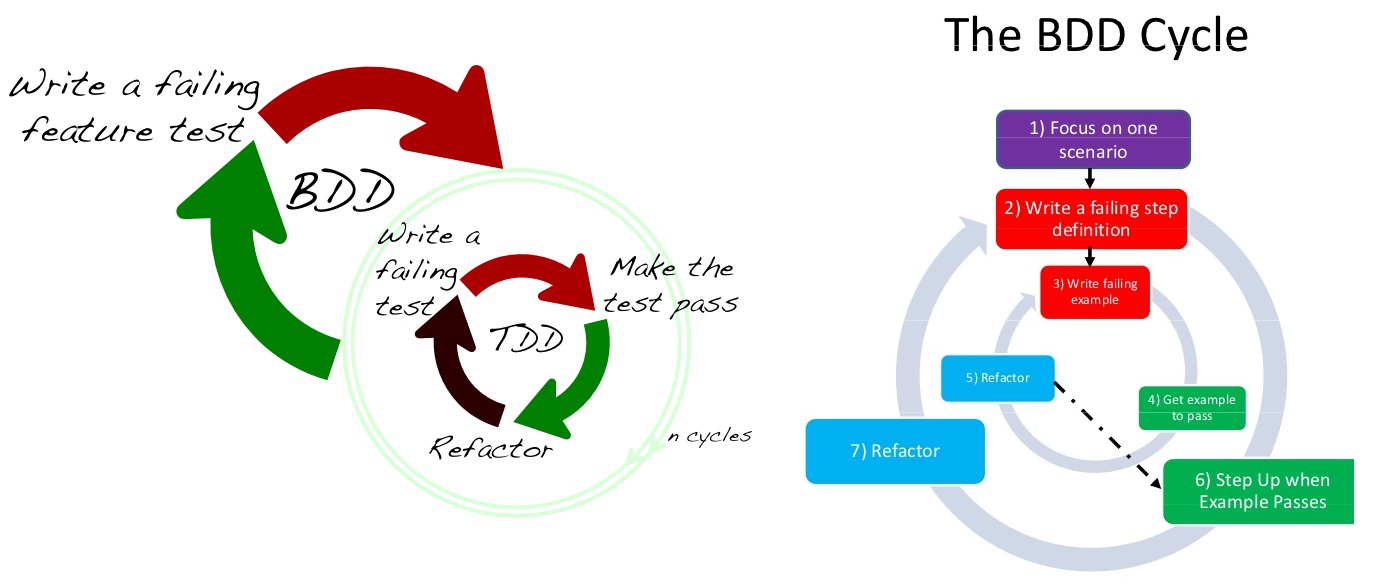 Write a failing
feature test
BDD
Write a
failing
test
Make the
test pass
TDD
Refactor
n cycles
The BDD Cycle
1) Focus on one
scenario
2) Write a failing step
definition
3) Write failing
example
5) Refactor
4) Get example
to pass
7) Refactor
6) Step Up when
Example Passes